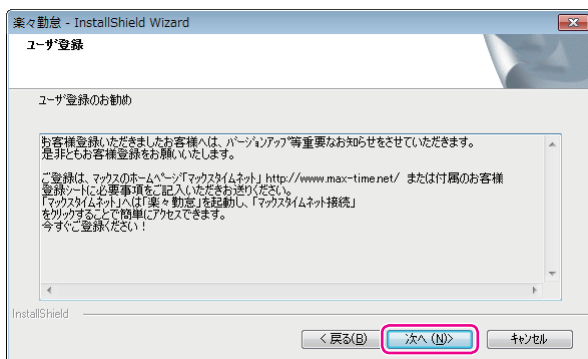 楽々勤怠 - InstallShield Wizard
ユーザ登録
ユーザ登録のお勧め
お客様登録いただきましたお客様へは、バージョンアップ等重要なお知らせをさせていただきます。
是非ともお客様登録をお願いいたします。
ご登録は、マックスのホームページ「マックスタイムネット」 http://www.max-time.net/ または付属のお客様
登録シートに必要事項をご記入いただきお送りください。
「マックスタイムネット」へは「楽々勤怠」を起動し、「マックスタイムネット接続」
をクリックすることで簡単にアクセスできます。
今すぐご登録ください！
InstallShield
< 戻る(B)
次へ (N)>
キャンセル